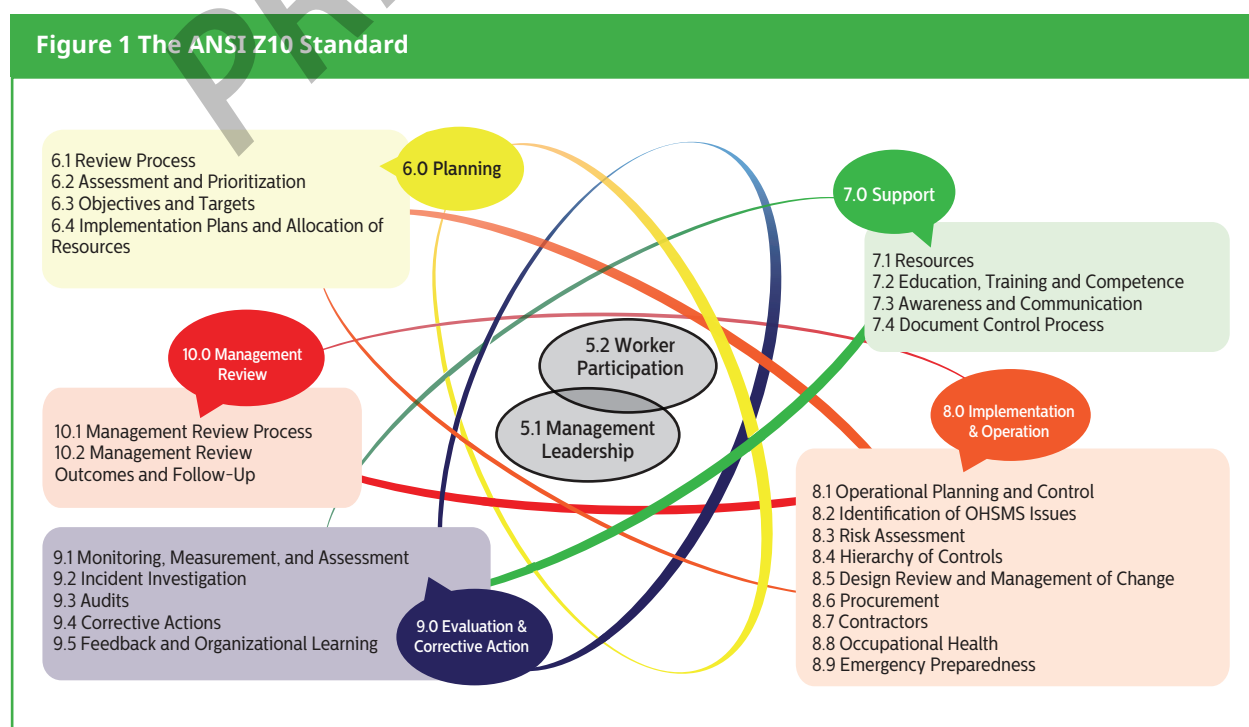 Figure 1 The ANSI Z10 Standard
6.0 Planning
6.1 Review Process
6.2 Assessment and Prioritization
6.3 Objectives and Targets
6.4 Implementation Plans and Allocation of
Resources
7.0 Support
7.1 Resources
7.2 Education, Training and Competence
7.3 Awareness and Communication
7.4 Document Control Process
5.2 Worker
Participation
5.1 Management
Leadership
10.0 Management
Review
10.1 Management Review Process
10.2 Management Review
Outcomes and Follow-Up
8.0 Implementation
& Operation
8.1 Operational Planning and Control
8.2 Identification of OHSMS Issues
8.3 Risk Assessment
8.4 Hierarchy of Controls
8.5 Design Review and Management of Change
8.6 Procurement
8.7 Contractors
8.8 Occupational Health
8.9 Emergency Preparedness
9.1 Monitoring, Measurement, and Assessment
9.2 Incident Investigation
9.3 Audits
9.4 Corrective Actions
9.5 Feedback and Organizational Learning
9.0 Evaluation &
Corrective Action